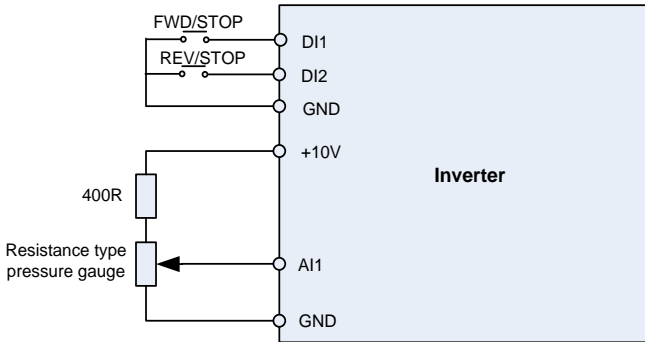 FWD/STOP
DI1
REV/STOP
DI2
GND
+10V
Inverter
400R
Resistance type
pressure gauge
AI1
GND